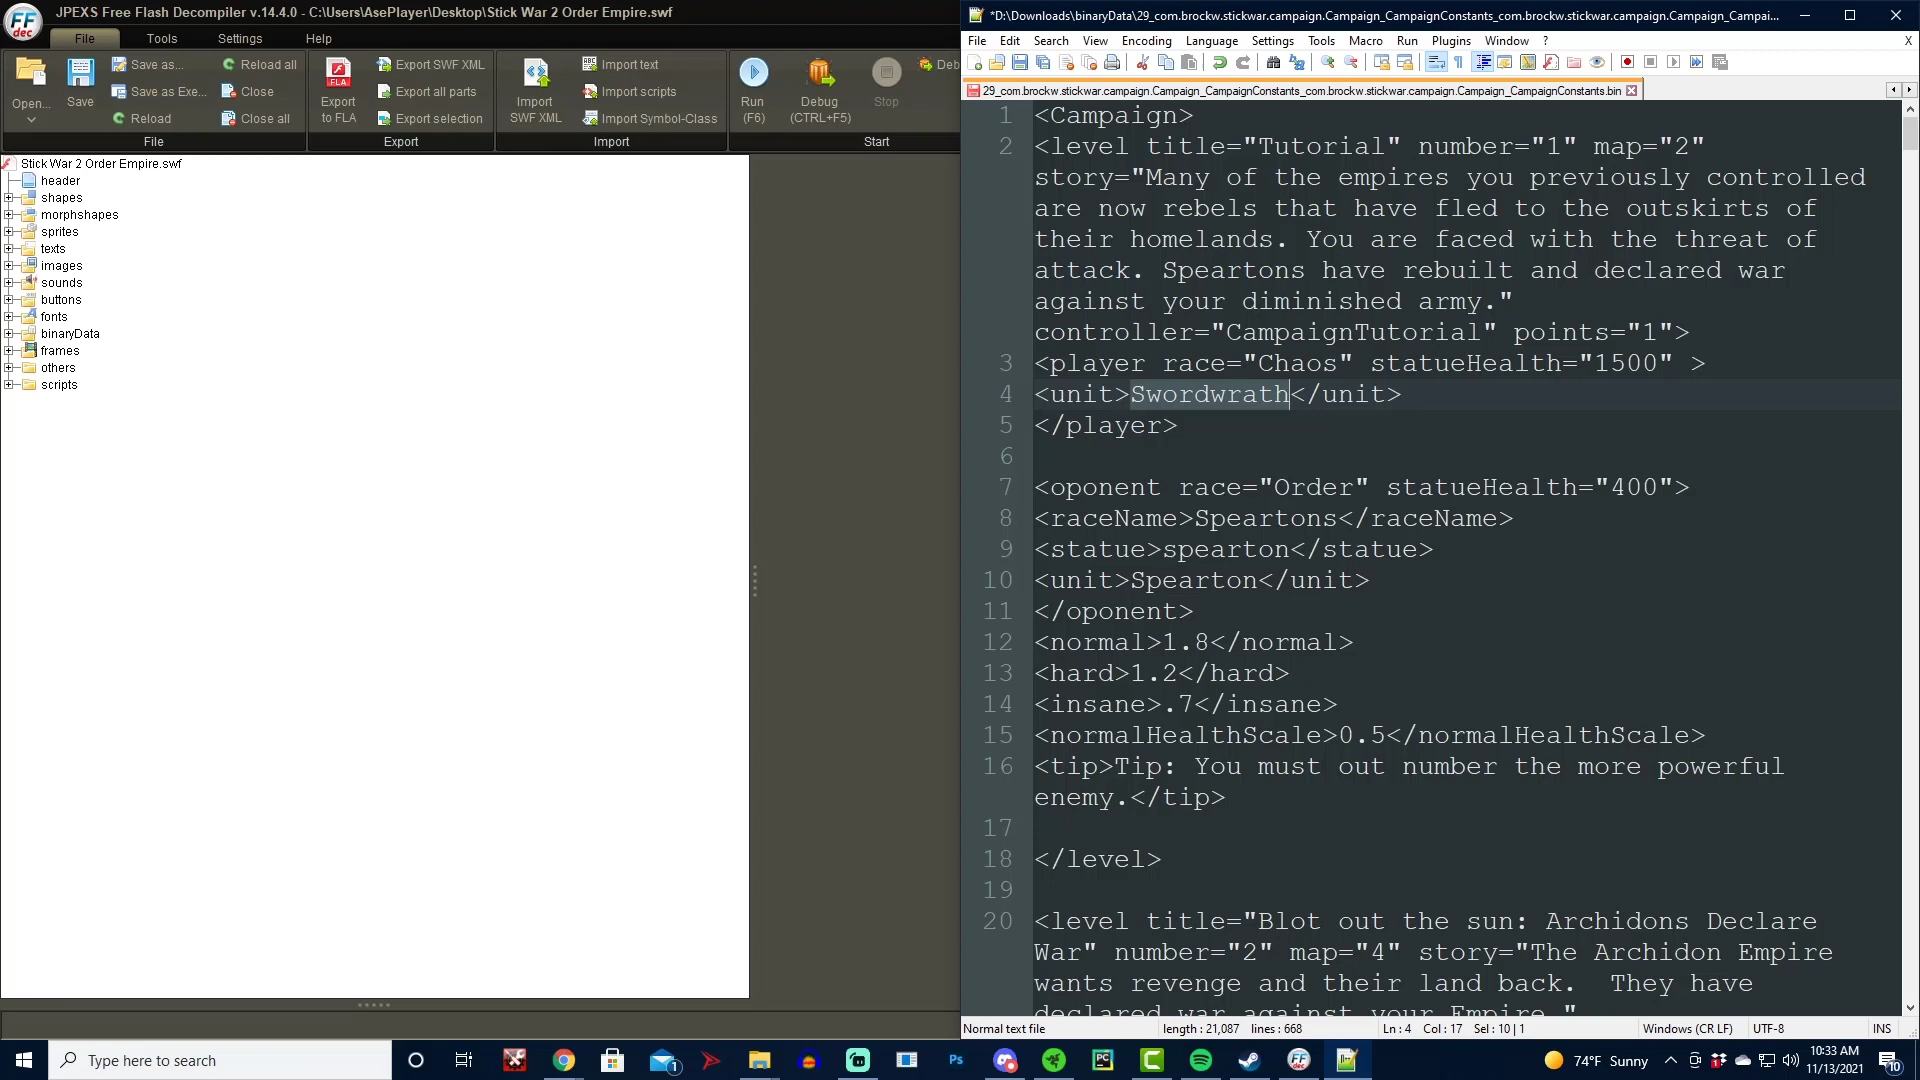 JPEXS Free Flash Decompiler v.14.4.0 - C:\Users\AsePlayer\Desktop\Stick War 2 Order Empire.swf
File Tools Settings Help
Open...
Save
Save as...
Save as Exe...
Reload
Reload all
Close
Close all
File
Export to FLA
Export SWF XML
Export all parts
Export selection
Export
Import SWF XML
Import text
Import scripts
Import Symbol-Class
Import
Run (F6)
Debug (CTRL+F5)
Stop
Deb
Start
Stick War 2 Order Empire.swf
header
shapes
morphshapes
sprites
texts
images
sounds
buttons
fonts
binaryData
frames
others
scripts
*D:\Downloads\binaryData\29_com.brockw.stickwar.campaign.Campaign_CampaignConstants_com.brockw.stickwar.campaign.Campaign_Campai...
File Edit Search View Encoding Language Settings Tools Macro Run Plugins Window ? X
29_com.brockw.stickwar.campaign.Campaign_CampaignConstants_com.brockw.stickwar.campaign.Campaign_CampaignConstants.bin
1 <Campaign>
2 <level title="Tutorial" number="1" map="2"
story="Many of the empires you previously controlled
are now rebels that have fled to the outskirts of
their homelands. You are faced with the threat of
attack. Speartons have rebuilt and declared war
against your diminished army."
controller="CampaignTutorial" points="1">
3 <player race="Chaos" statueHealth="1500" >
4 <unit>Swordwrath</unit>
5 </player>
6
7 <oponent race="Order" statueHealth="400">
8 <raceName>Speartons</raceName>
9 <statue>spearton</statue>
10 <unit>Spearton</unit>
11 </oponent>
12 <normal>1.8</normal>
13 <hard>1.2</hard>
14 <insane>.7</insane>
15 <normalHealthScale>0.5</normalHealthScale>
16 <tip>Tip: You must out number the more powerful
enemy.</tip>
17
18 </level>
19
20 <level title="Blot out the sun: Archidons Declare
War" number="2" map="4" story="The Archidon Empire
wants revenge and their land back.  They have
declared war against your Empire."
Normal text file length : 21,087 lines : 668 Ln : 4 Col : 17 Sel : 10 | 1 Windows (CR LF) UTF-8 INS
Type here to search
74°F Sunny
10:33 AM
11/13/2021